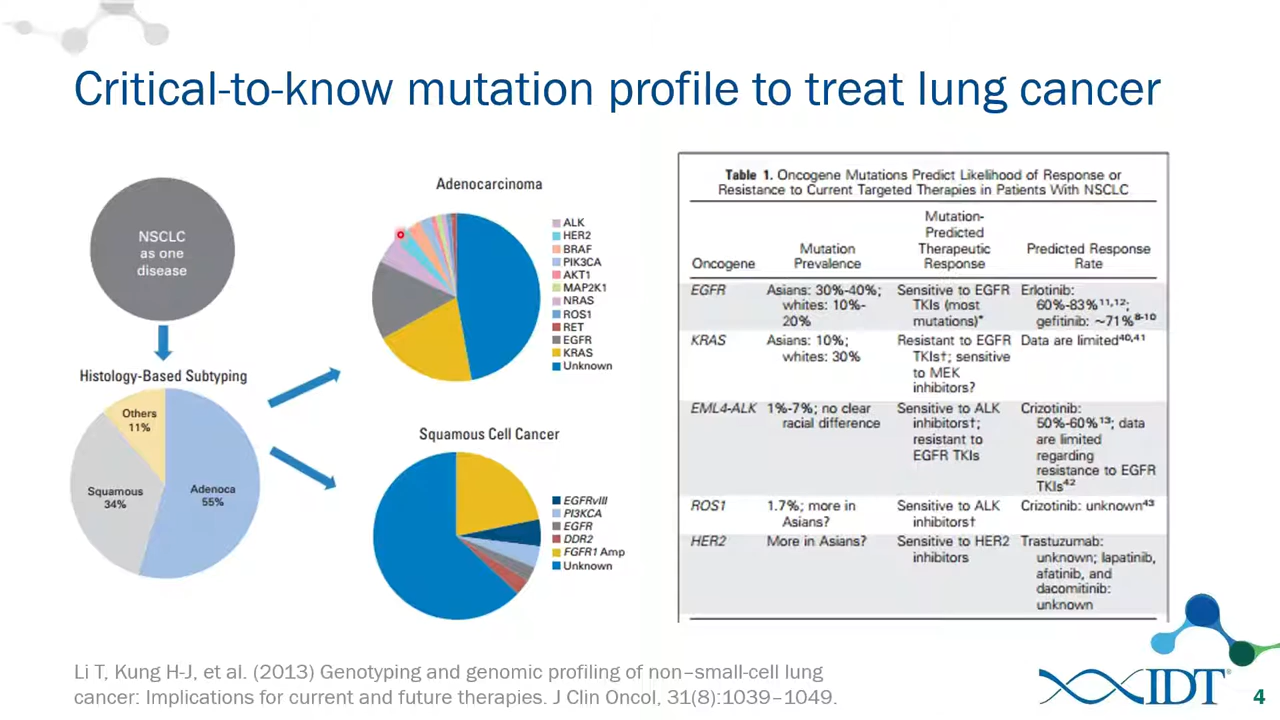 Critical-to-know mutation profile to treat lung cancer
NSCLC
as one
disease
Histology-Based Subtyping
Others
11%
Squamous
34%
Adenoca
55%
Adenocarcinoma
ALK
HER2
BRAF
PIK3CA
AKT1
MAP2K1
NRAS
ROS1
RET
EGFR
KRAS
Unknown
Squamous Cell Cancer
EGFRvIII
PI3KCA
EGFR
DDR2
FGFR1 Amp
Unknown
Table 1. Oncogene Mutations Predict Likelihood of Response or
Resistance to Current Targeted Therapies in Patients With NSCLC
Oncogene
Mutation
Prevalence
Mutation-
Predicted
Therapeutic
Response
Predicted Response
Rate
EGFR
Asians: 30%-40%;
whites: 10%-
20%
Sensitive to EGFR
TKIs (most
mutations)*
Erlotinib:
60%-83%11,12;
gefitinib: ~71%8-10
KRAS
Asians: 10%;
whites: 30%
Resistant to EGFR
TKIs†; sensitive
to MEK
inhibitors?
Data are limited40,41
EML4-ALK
1%-7%; no clear
racial difference
Sensitive to ALK
inhibitors†;
resistant to
EGFR TKIs
Crizotinib:
50%-60%13; data
are limited
regarding
resistance to EGFR
TKIs42
ROS1
1.7%; more in
Asians?
Sensitive to ALK
inhibitors†
Crizotinib: unknown43
HER2
More in Asians?
Sensitive to HER2
inhibitors
Trastuzumab:
unknown; lapatinib,
afatinib, and
dacomitinib:
unknown
Li T, Kung H-J, et al. (2013) Genotyping and genomic profiling of non–small-cell lung
cancer: Implications for current and future therapies. J Clin Oncol, 31(8):1039–1049.
IDT
4